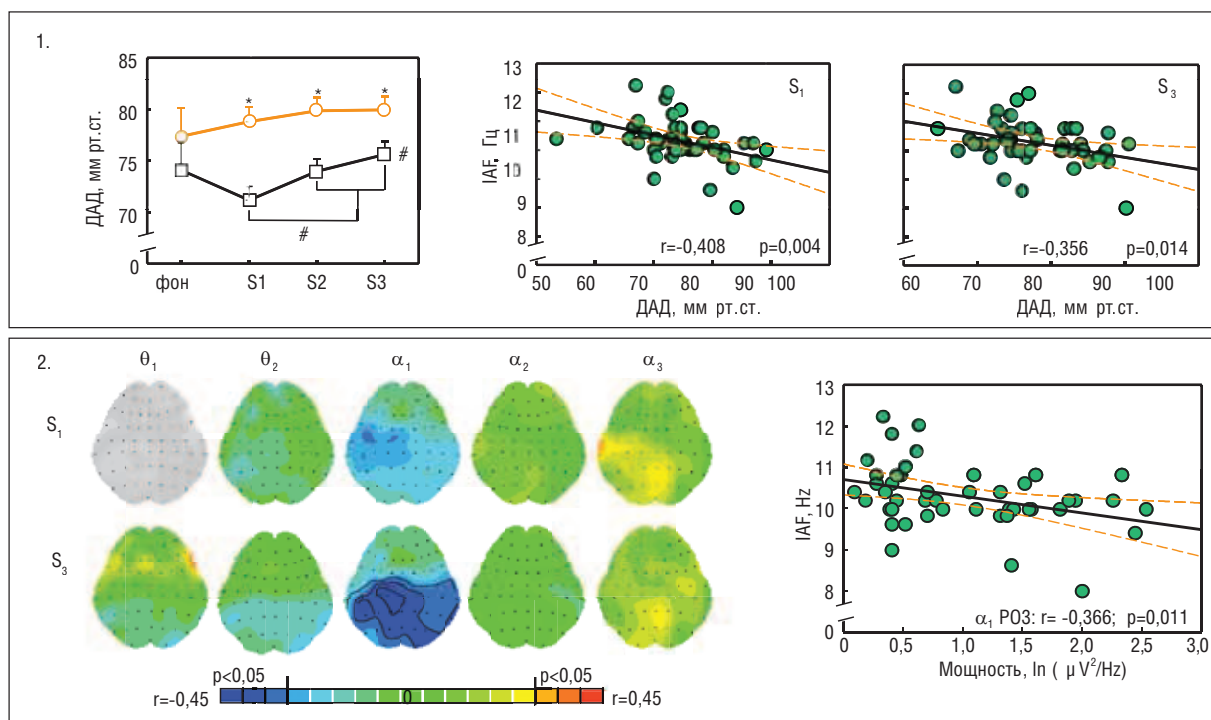 1.
85
80
75
70
0
ДАД, мм рт.ст.
* * *
#
#
фон S1 S2 S3
13
12
11
10
9
8
0
IAF, Гц
S1
r=-0,408 p=0,004
50 60 70 80 90 100
ДАД, мм рт.ст.
S3
r=-0,356 p=0,014
60 70 80 90 100
ДАД, мм рт.ст.
2.
θ1 θ2 α1 α2 α3
S1
S3
p<0,05 p<0,05
r=-0,45 0 r=0,45
13
12
11
10
9
8
0
IAF, Hz
α1 PO3: r= -0,366; p=0,011
0 0,5 1,0 1,5 2,0 2,5 3,0
Мощность, ln ( μV²/Hz)